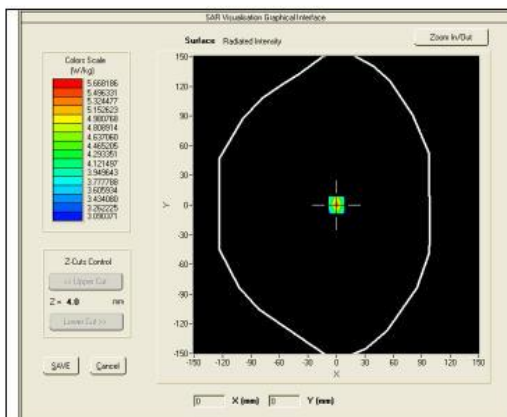 SAR Visualisation Graphical Interface
Surface Radiated Intensity
Zoom In/Out
Colors Scale
(W/kg)
5.668186
5.496331
5.324477
5.152623
4.980768
4.808914
4.637060
4.465205
4.293351
4.121497
3.949643
3.777788
3.605934
3.434080
3.262225
3.090371
Z-Cuts Control
<< Upper Cut
Z = 4.0 mm
Lower Cut >>
SAVE Cancel
150
120
90
60
30
0
-30
-60
-90
-120
-150
Y
-150 -120 -90 -60 -30 0 30 60 90 120 150
X
0 X (mm) 0 Y (mm)